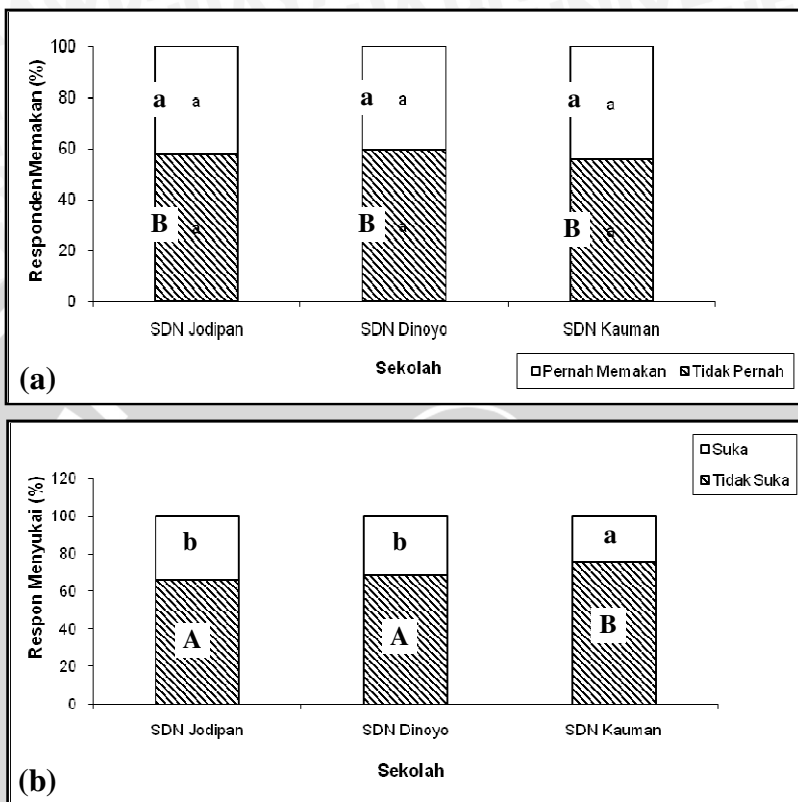 100
80
60
40
20
0
Responden Memakan (%)
a a
a a
a a
B a
B a
B a
SDN Jodipan SDN Dinoyo SDN Kauman
Sekolah
(a)
Pernah Memakan Tidak Pernah
Suka
Tidak Suka
120
100
80
60
40
20
0
Respon Menyukai (%)
b b a
A A B
SDN Jodipan SDN Dinoyo SDN Kauman
Sekolah
(b)